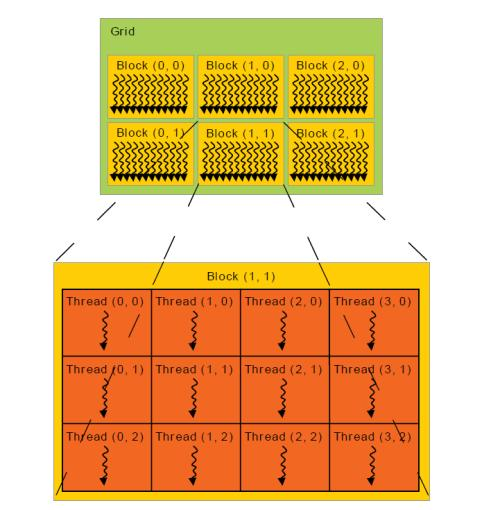 Grid
Block (0, 0) Block (1, 0) Block (2, 0)
Block (0, 1) Block (1, 1) Block (2, 1)
Block (1, 1)
Thread (0, 0) Thread (1, 0) Thread (2, 0) Thread (3, 0)
Thread (0, 1) Thread (1, 1) Thread (2, 1) Thread (3, 1)
Thread (0, 2) Thread (1, 2) Thread (2, 2) Thread (3, 2)